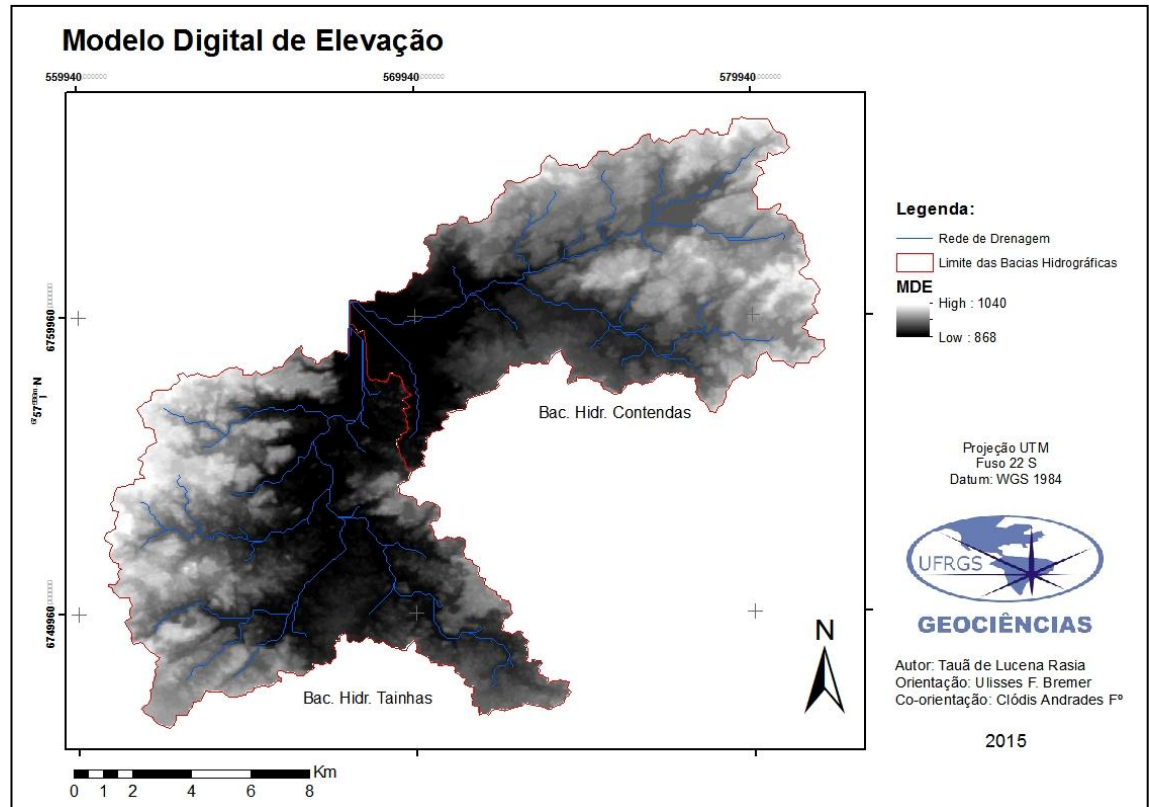 Modelo Digital de Elevação
559940
569940
579940
6759960
6749960
Bac. Hidr. Contendas
Bac. Hidr. Tainhas
Legenda:
Rede de Drenagem
Limite das Bacias Hidrográficas
MDE
High : 1040
Low : 868
Projeção UTM
Fuso 22 S
Datum: WGS 1984
UFRGS
GEOCIÊNCIAS
N
Autor: Tauã de Lucena Rasia
Orientação: Ulisses F. Bremer
Co-orientação: Clódis Andrades Fº
2015
Km
0 1 2 4 6 8